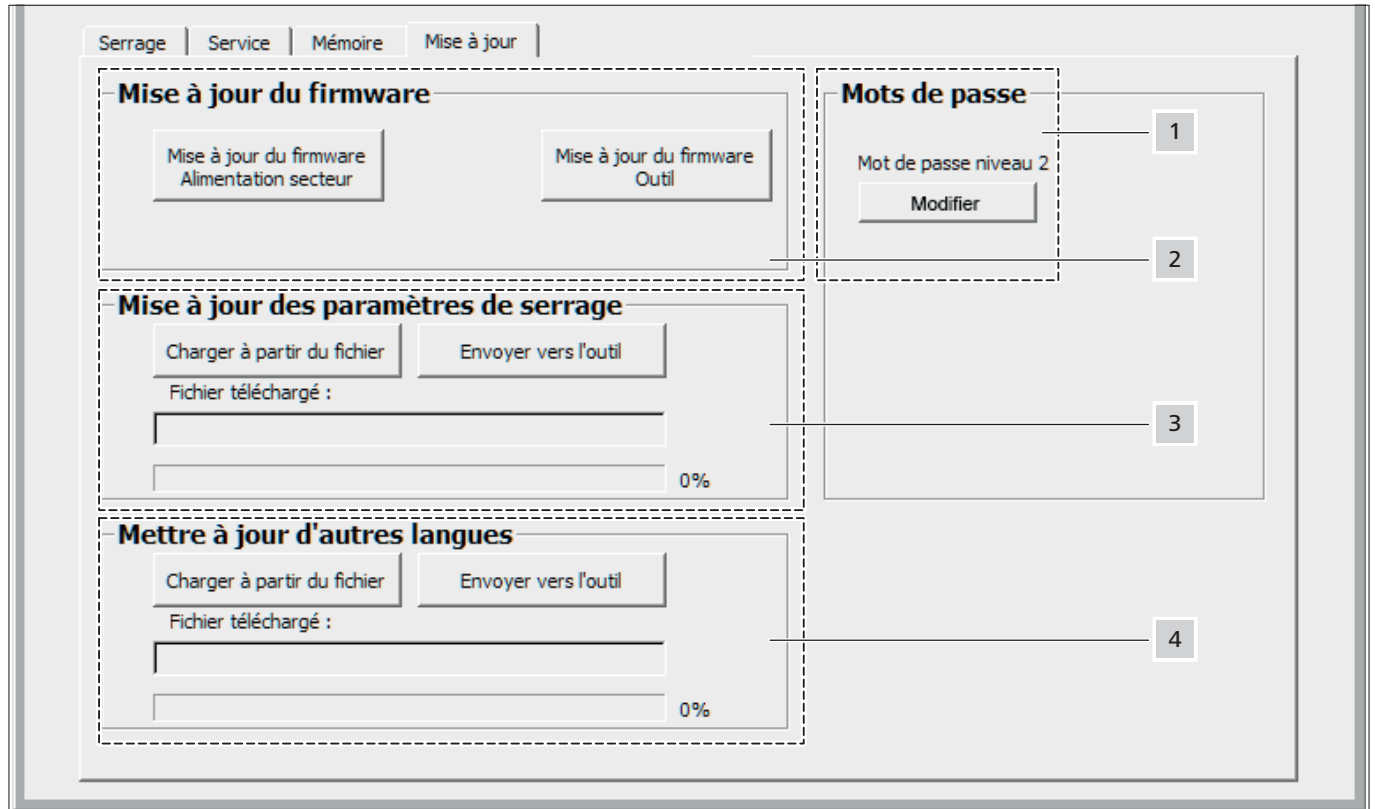 Serrage
Service
Mémoire
Mise à jour
Mise à jour du firmware
Mise à jour du firmware
Alimentation secteur
Mise à jour du firmware
Outil
Mots de passe
1
Mot de passe niveau 2
Modifier
2
Mise à jour des paramètres de serrage
Charger à partir du fichier
Envoyer vers l'outil
Fichier téléchargé :
3
0%
Mettre à jour d'autres langues
Charger à partir du fichier
Envoyer vers l'outil
Fichier téléchargé :
4
0%